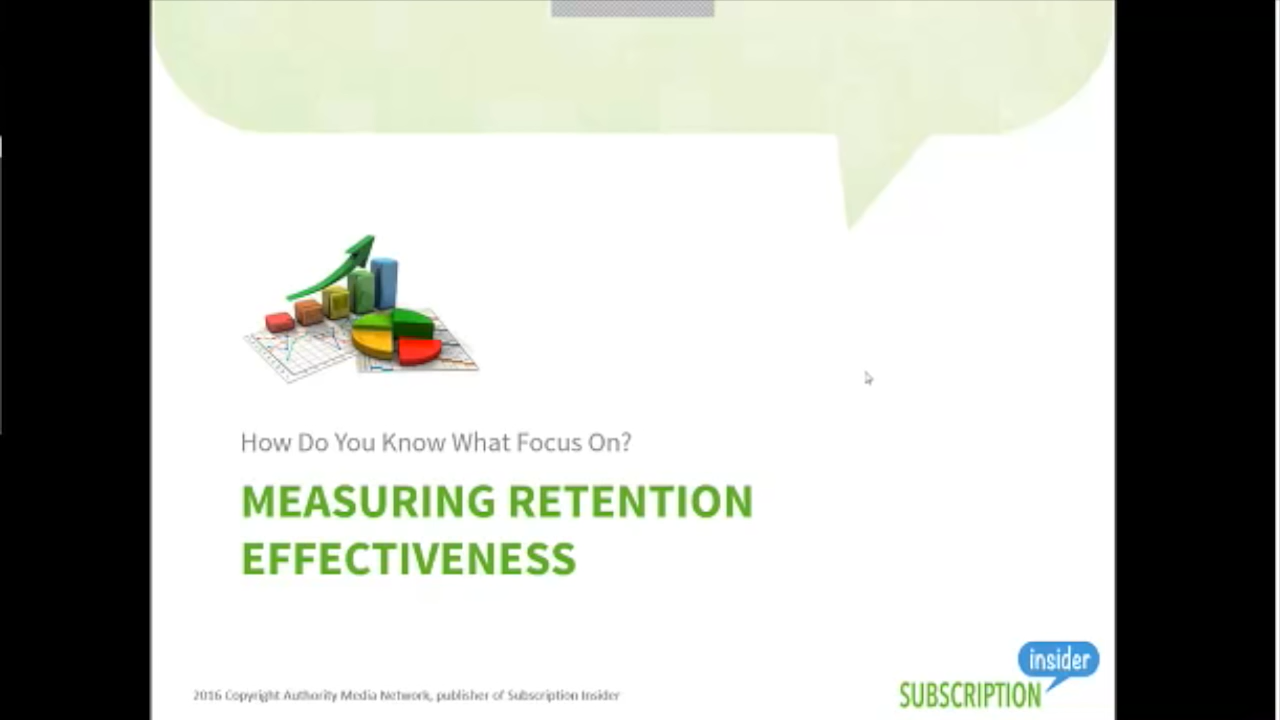 How Do You Know What Focus On?
MEASURING RETENTION
EFFECTIVENESS
insider
SUBSCRIPTION
2016 Copyright Authority Media Network, publisher of Subscription Insider